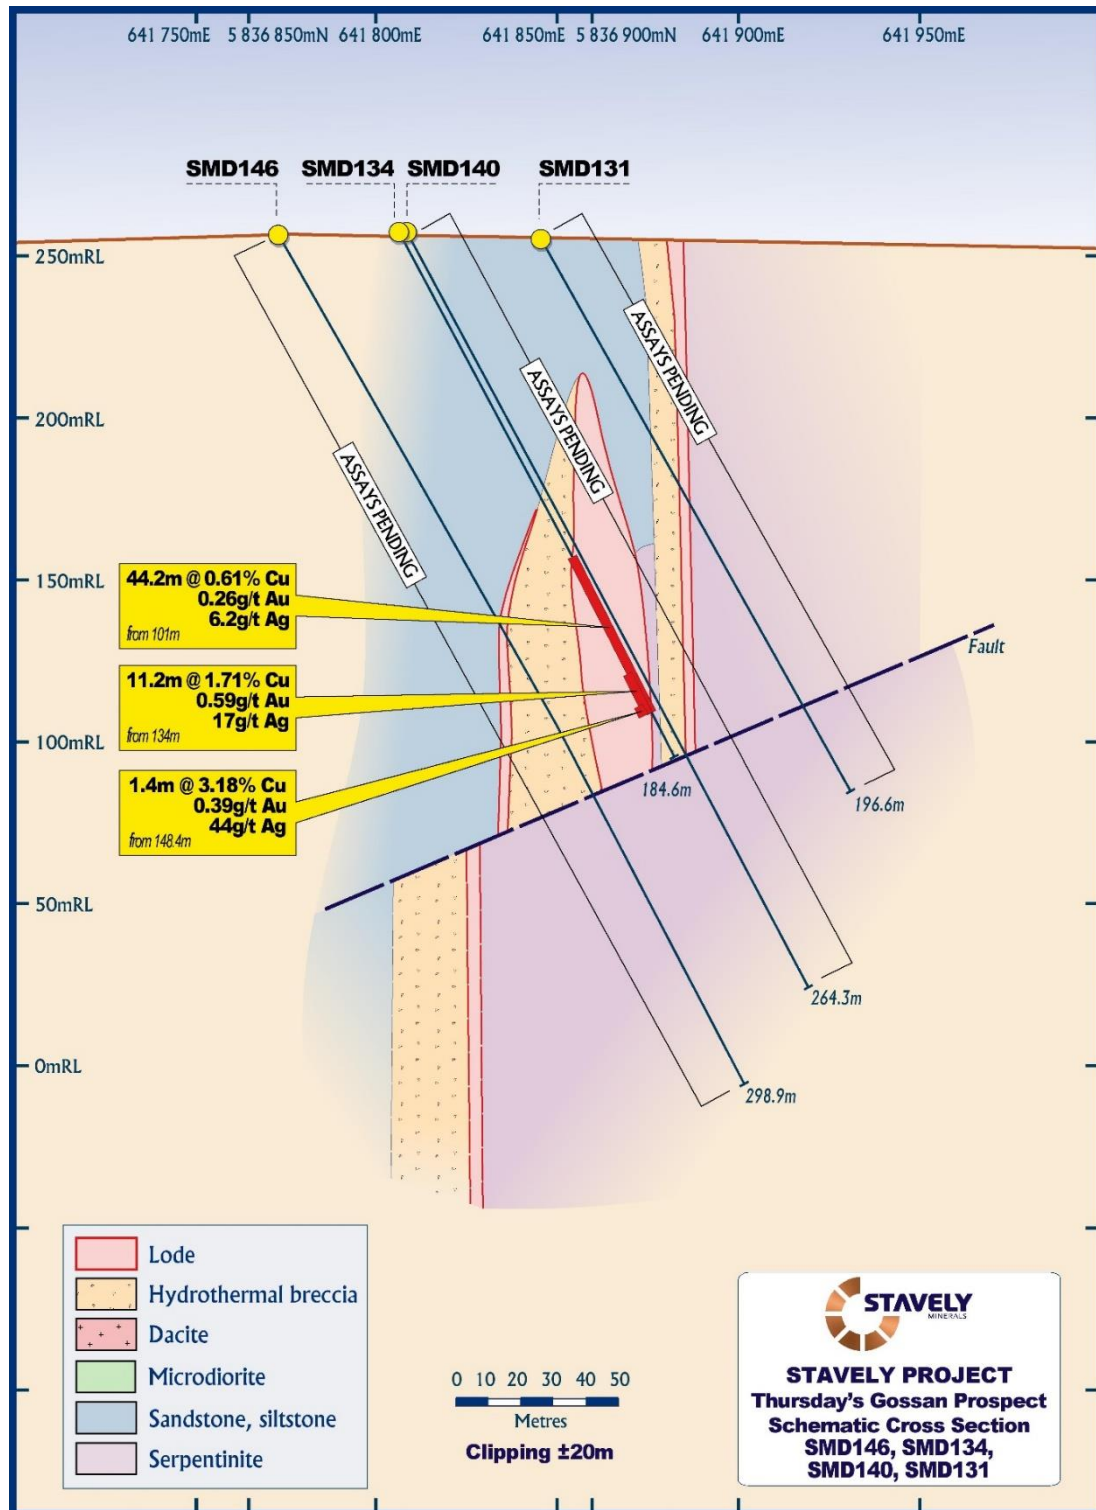 641 750mE 5 836 850mN 641 800mE 641 850mE 5 836 900mN 641 900mE 641 950mE
SMD146 SMD134 SMD140 SMD131
250mRL
200mRL
150mRL
100mRL
50mRL
0mRL
ASSAYS PENDING
ASSAYS PENDING
ASSAYS PENDING
44.2m @ 0.61% Cu
0.26g/t Au
6.2g/t Ag
from 101m
11.2m @ 1.71% Cu
0.59g/t Au
17g/t Ag
from 134m
1.4m @ 3.18% Cu
0.39g/t Au
44g/t Ag
from 148.4m
Fault
184.6m
196.6m
264.3m
298.9m
Lode
Hydrothermal breccia
Dacite
Microdiorite
Sandstone, siltstone
Serpentinite
0 10 20 30 40 50
Metres
Clipping ±20m
STAVELY
MINERALS
STAVELY PROJECT
Thursday's Gossan Prospect
Schematic Cross Section
SMD146, SMD134,
SMD140, SMD131